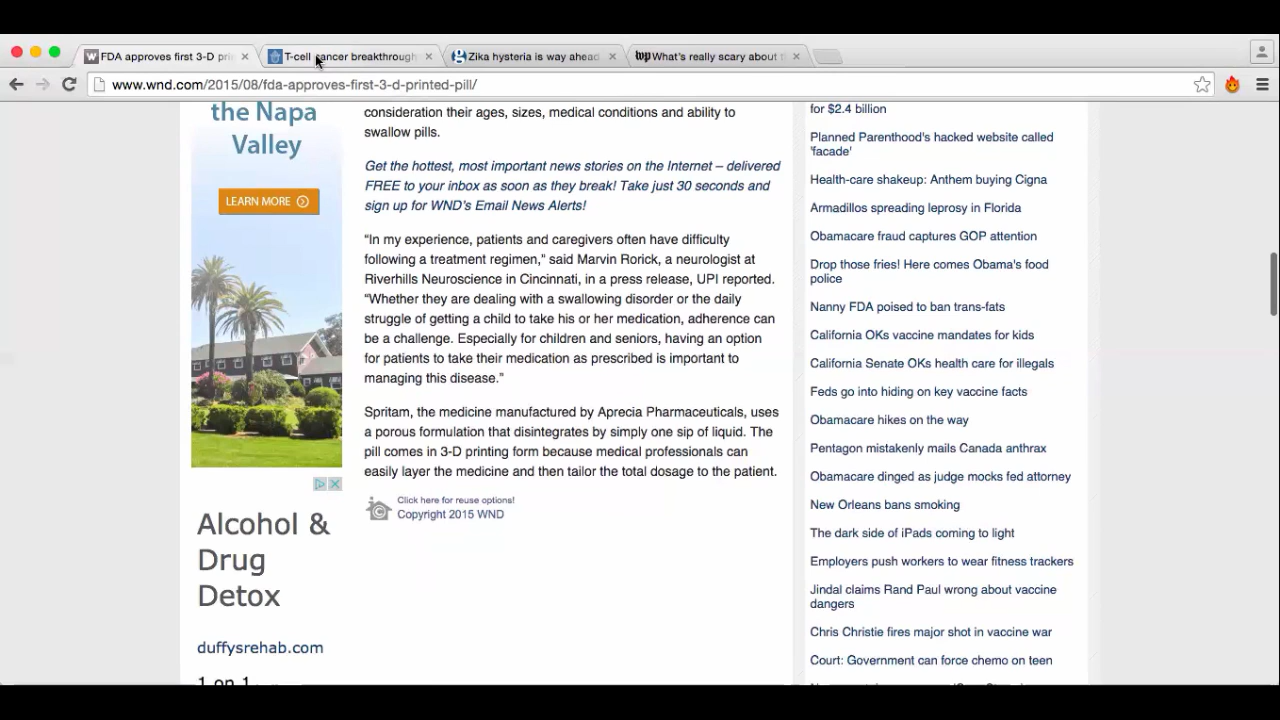 FDA approves first 3-D pri
T-cell cancer breakthrough
Zika hysteria is way ahead
What's really scary about t
www.wnd.com/2015/08/fda-approves-first-3-d-printed-pill/
the Napa
Valley
LEARN MORE
Alcohol &
Drug
Detox
duffysrehab.com
1 on 1
consideration their ages, sizes, medical conditions and ability to
swallow pills.
Get the hottest, most important news stories on the Internet – delivered
FREE to your inbox as soon as they break! Take just 30 seconds and
sign up for WND's Email News Alerts!
“In my experience, patients and caregivers often have difficulty
following a treatment regimen,” said Marvin Rorick, a neurologist at
Riverhills Neuroscience in Cincinnati, in a press release, UPI reported.
“Whether they are dealing with a swallowing disorder or the daily
struggle of getting a child to take his or her medication, adherence can
be a challenge. Especially for children and seniors, having an option
for patients to take their medication as prescribed is important to
managing this disease.”
Spritam, the medicine manufactured by Aprecia Pharmaceuticals, uses
a porous formulation that disintegrates by simply one sip of liquid. The
pill comes in 3-D printing form because medical professionals can
easily layer the medicine and then tailor the total dosage to the patient.
Click here for reuse options!
Copyright 2015 WND
for $2.4 billion
Planned Parenthood's hacked website called
'facade'
Health-care shakeup: Anthem buying Cigna
Armadillos spreading leprosy in Florida
Obamacare fraud captures GOP attention
Drop those fries! Here comes Obama's food
police
Nanny FDA poised to ban trans-fats
California OKs vaccine mandates for kids
California Senate OKs health care for illegals
Feds go into hiding on key vaccine facts
Obamacare hikes on the way
Pentagon mistakenly mails Canada anthrax
Obamacare dinged as judge mocks fed attorney
New Orleans bans smoking
The dark side of iPads coming to light
Employers push workers to wear fitness trackers
Jindal claims Rand Paul wrong about vaccine
dangers
Chris Christie fires major shot in vaccine war
Court: Government can force chemo on teen